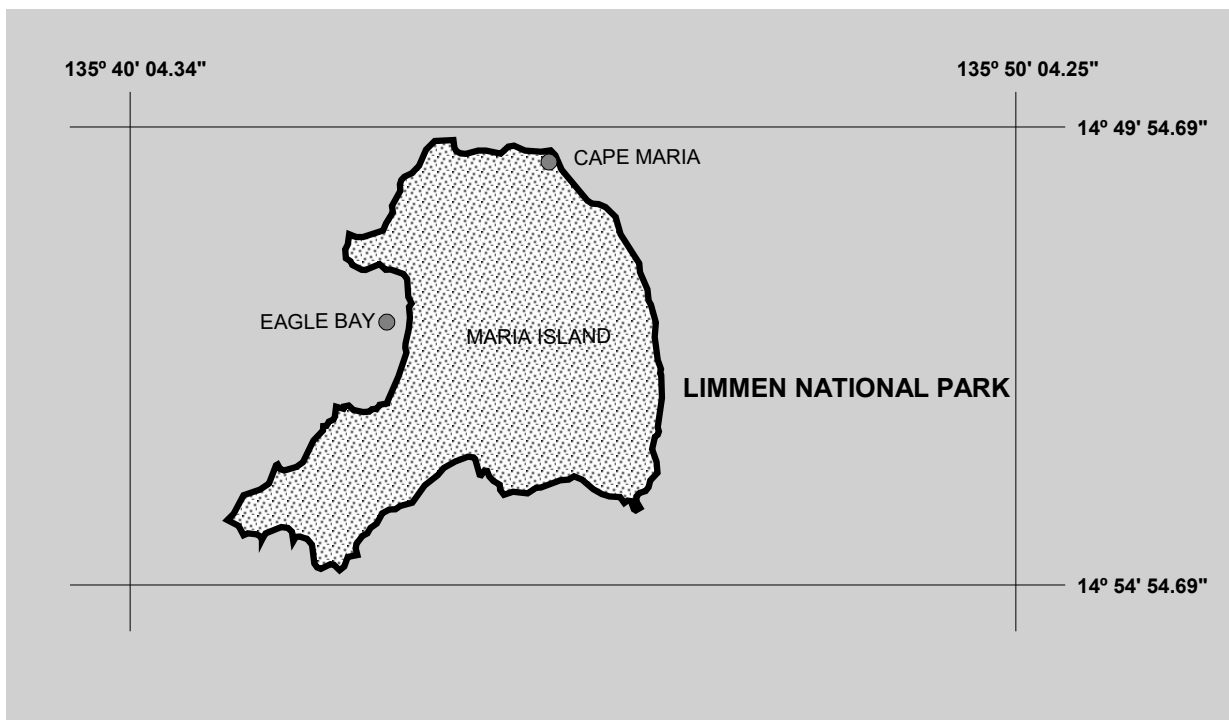 135º 40' 04.34"
135º 50' 04.25"
14º 49' 54.69"
CAPE MARIA
EAGLE BAY
MARIA ISLAND
LIMMEN NATIONAL PARK
14º 54' 54.69"